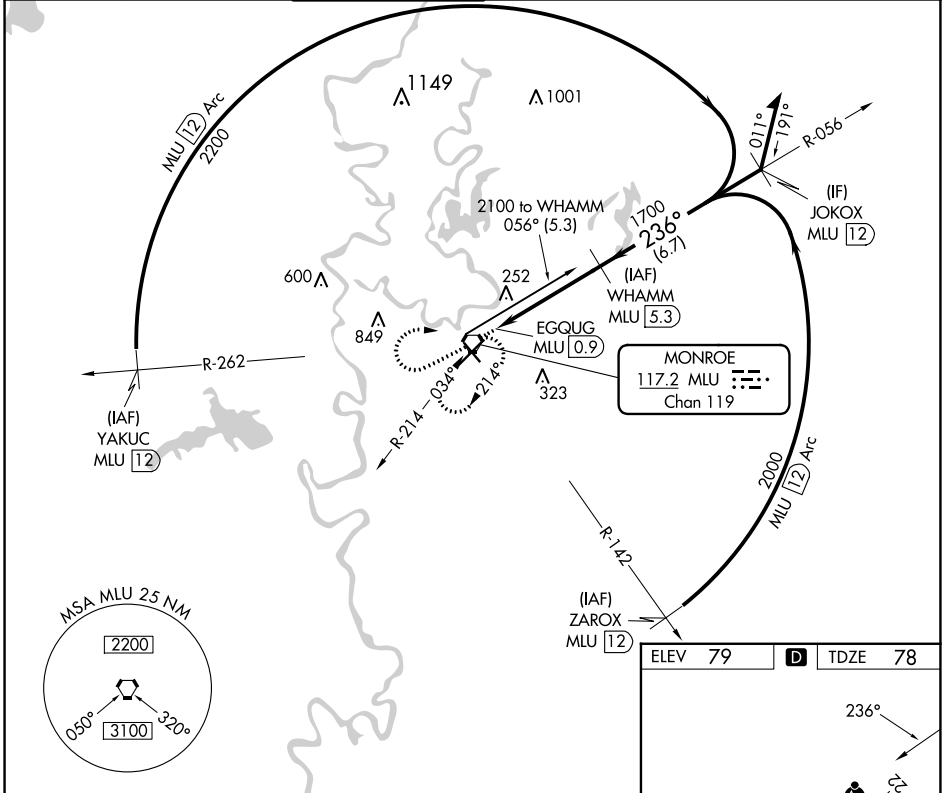 1149
1001
MLU 12 Arc
2200
011°
191°
R-056
(IF)
JOKOX
MLU 12
2100 to WHAMM
056° (5.3)
1700
236°
(6.7)
600
252
(IAF)
WHAMM
MLU 5.3
849
EGQUG
MLU 0.9
R-262
(IAF)
YAKUC
MLU 12
R-214
034°
214°
323
MONROE
117.2 MLU
Chan 119
2000
MLU 12 Arc
R-142
(IAF)
ZAROX
MLU 12
MSA MLU 25 NM
2200
050°
320°
3100
ELEV 79 D TDZE 78
236°